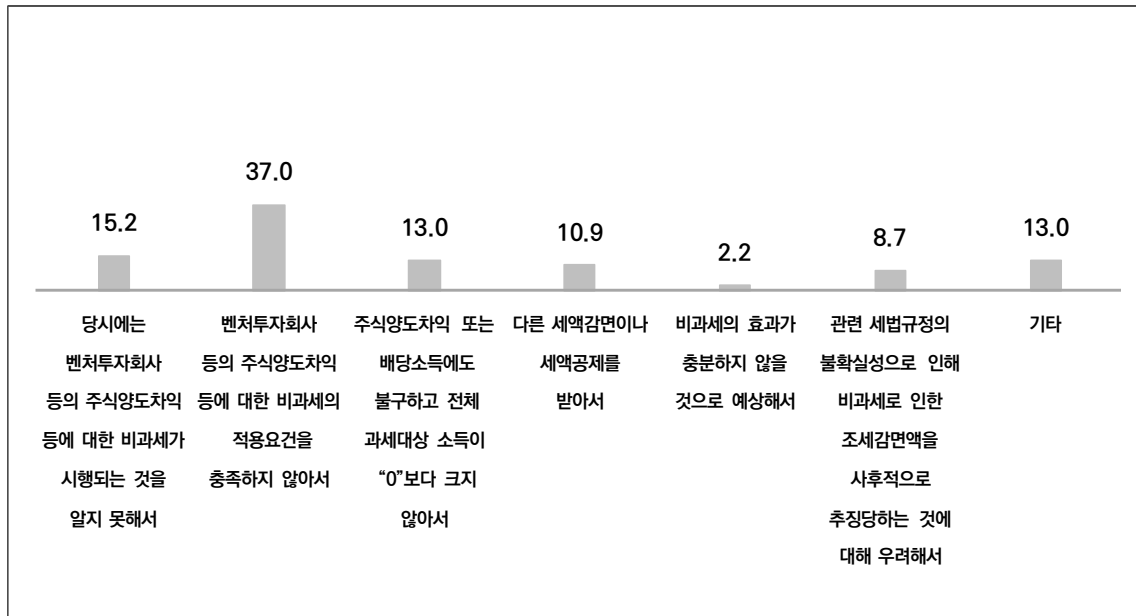 15.2
37.0
13.0
10.9
2.2
8.7
13.0
당시에는
벤처투자회사
등의 주식양도차익
등에 대한 비과세가
시행되는 것을
알지 못해서
벤처투자회사
등의 주식양도차익
등에 대한 비과세의
적용요건을
충족하지 않아서
주식양도차익 또는
배당소득에도
불구하고 전체
과세대상 소득이
“0”보다 크지
않아서
다른 세액감면이나
세액공제를
받아서
비과세의 효과가
충분하지 않을
것으로 예상해서
관련 세법규정의
불확실성으로 인해
비과세로 인한
조세감면액을
사후적으로
추징당하는 것에
대해 우려해서
기타